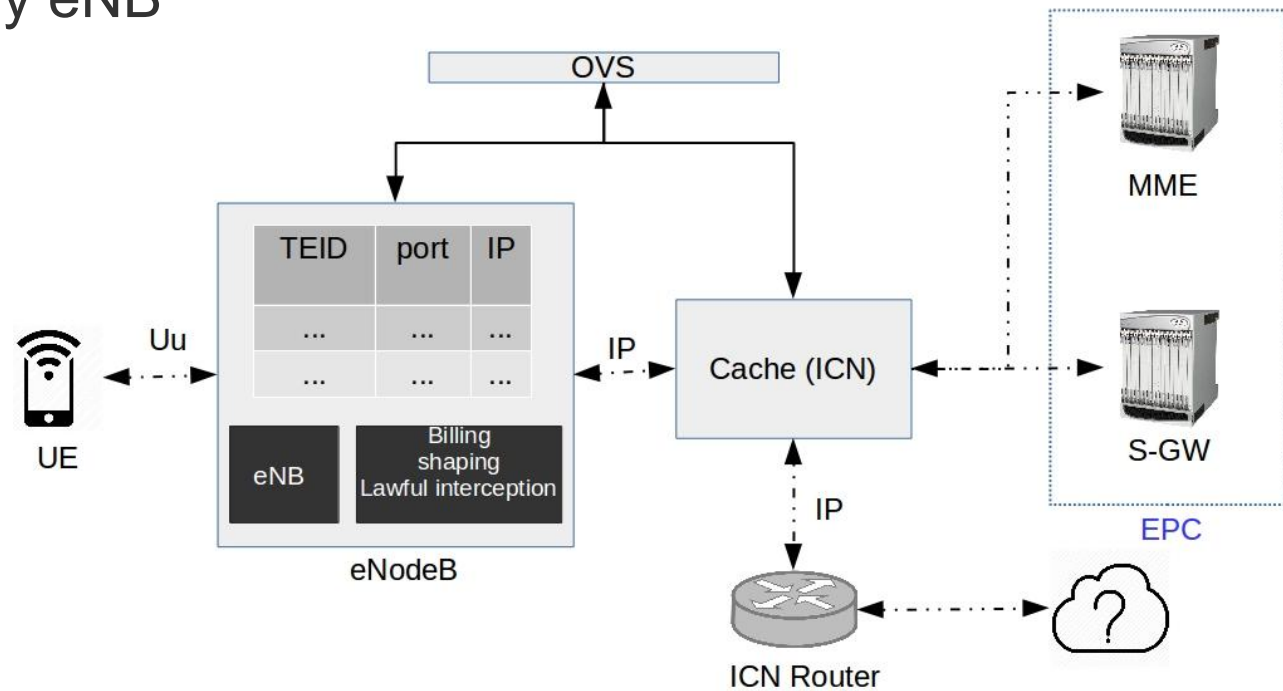 y eNB
OVS
MME
TEID port IP
... ... ...
... ... ...
Uu
IP
Cache (ICN)
UE
eNB
Billing
shaping
Lawful interception
S-GW
IP
EPC
eNodeB
?
ICN Router